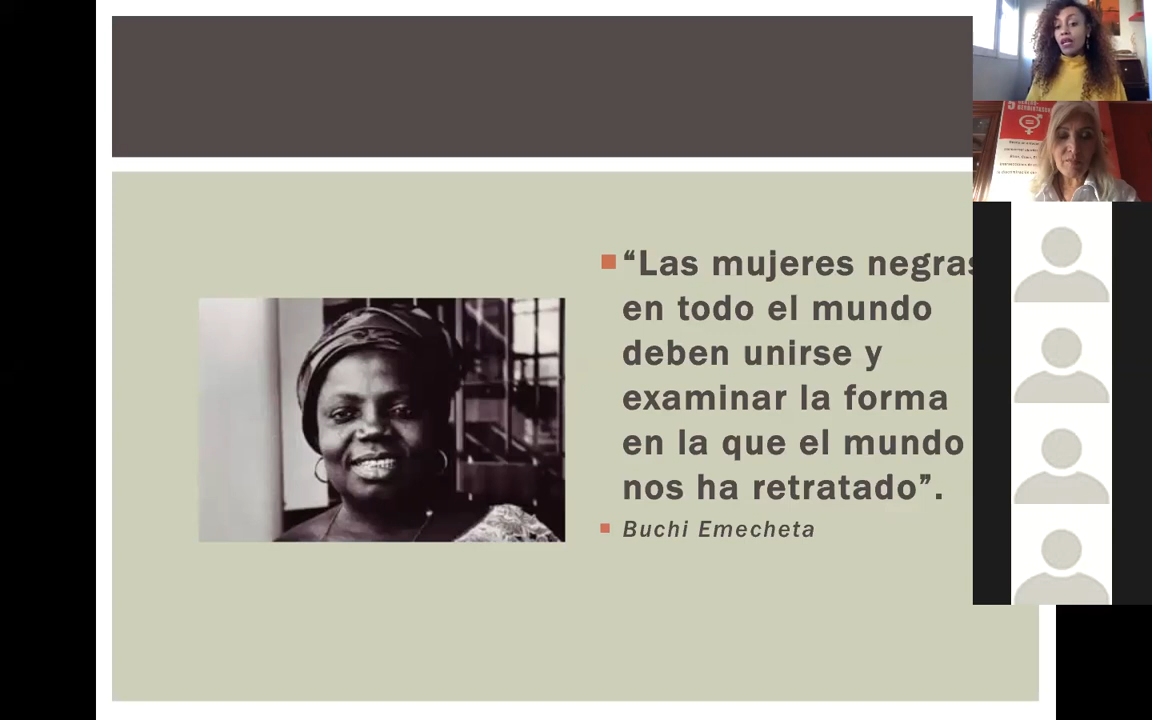 “Las mujeres negras
en todo el mundo
deben unirse y
examinar la forma
en la que el mundo
nos ha retratado”.
Buchi Emecheta
5